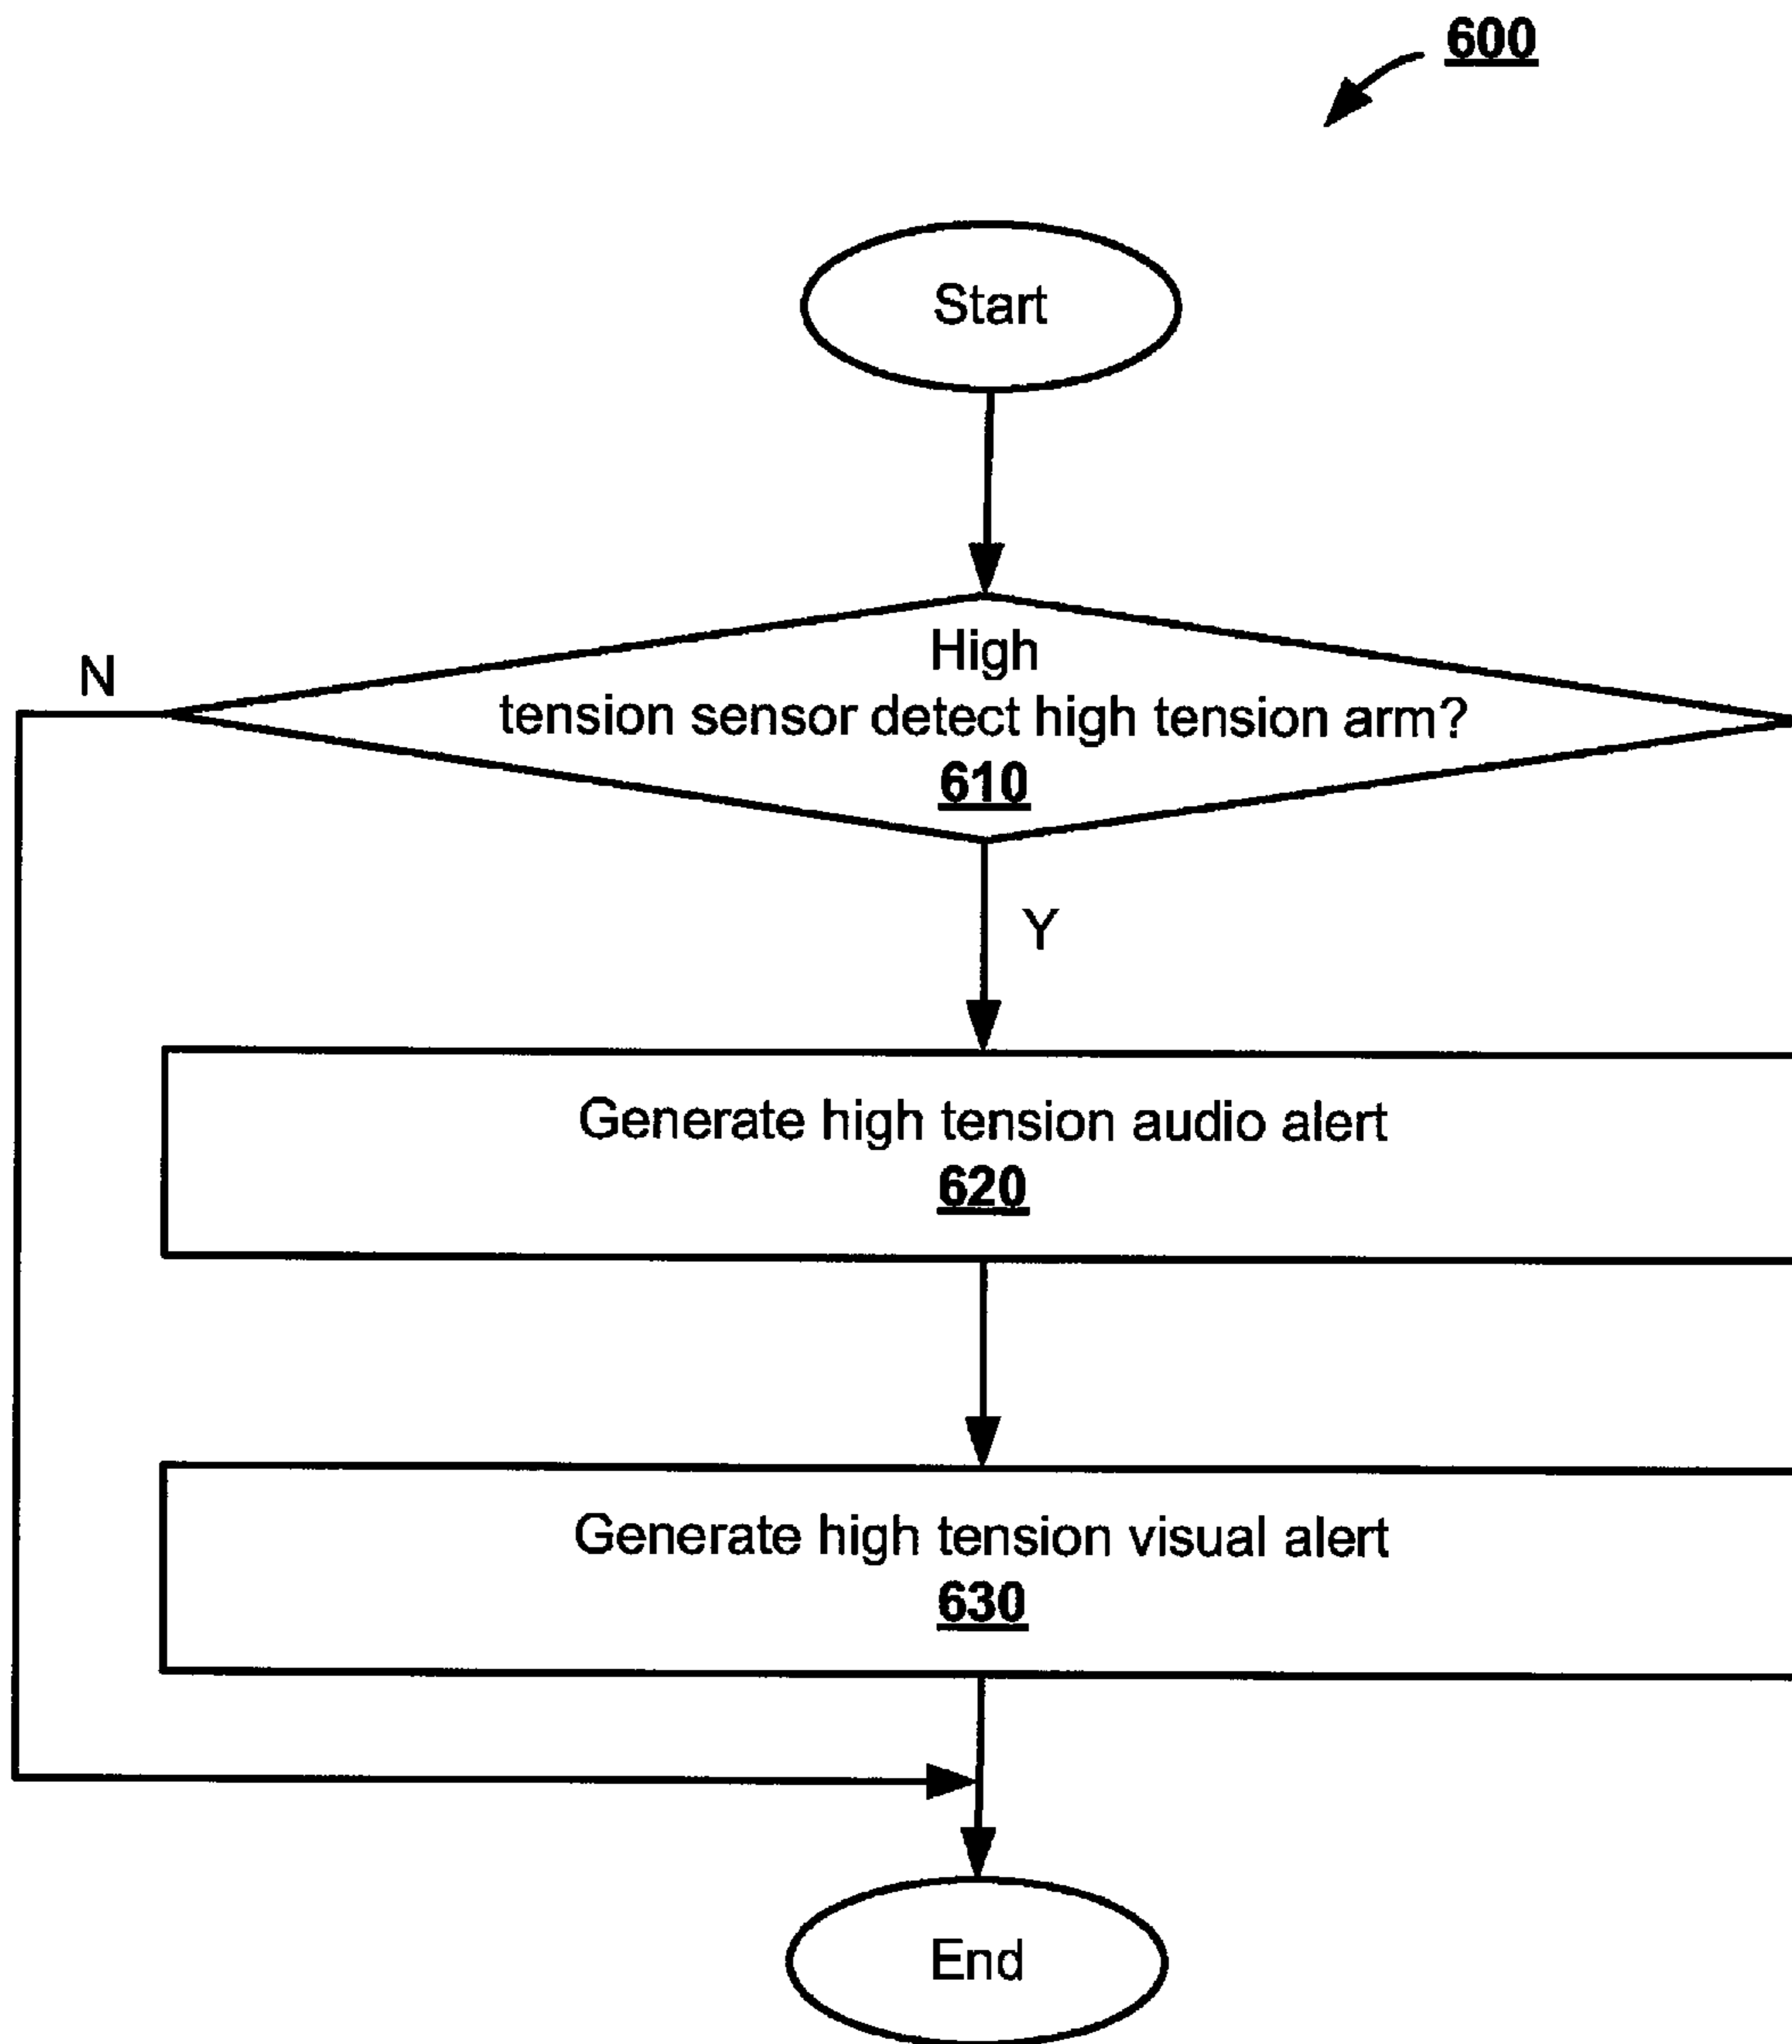 600
Start
High
tension sensor detect high tension arm?
610
N
Y
Generate high tension audio alert
620
Generate high tension visual alert
630
End